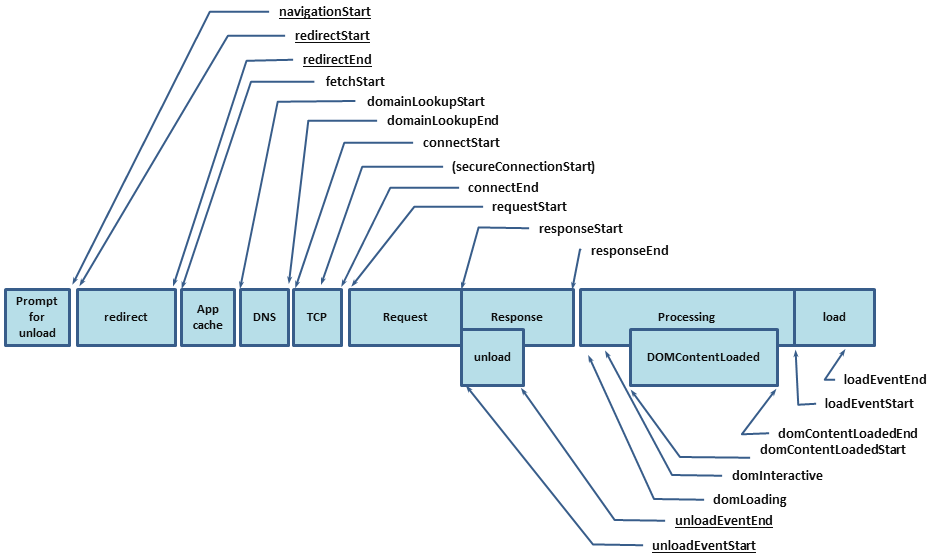 navigationStart
redirectStart
redirectEnd
fetchStart
domainLookupStart
domainLookupEnd
connectStart
(secureConnectionStart)
connectEnd
requestStart
responseStart
responseEnd
Prompt
for
unload
redirect
App
cache
DNS
TCP
Request
Response
Processing
load
unload
DOMContentLoaded
loadEventEnd
loadEventStart
domContentLoadedEnd
domContentLoadedStart
domInteractive
domLoading
unloadEventEnd
unloadEventStart